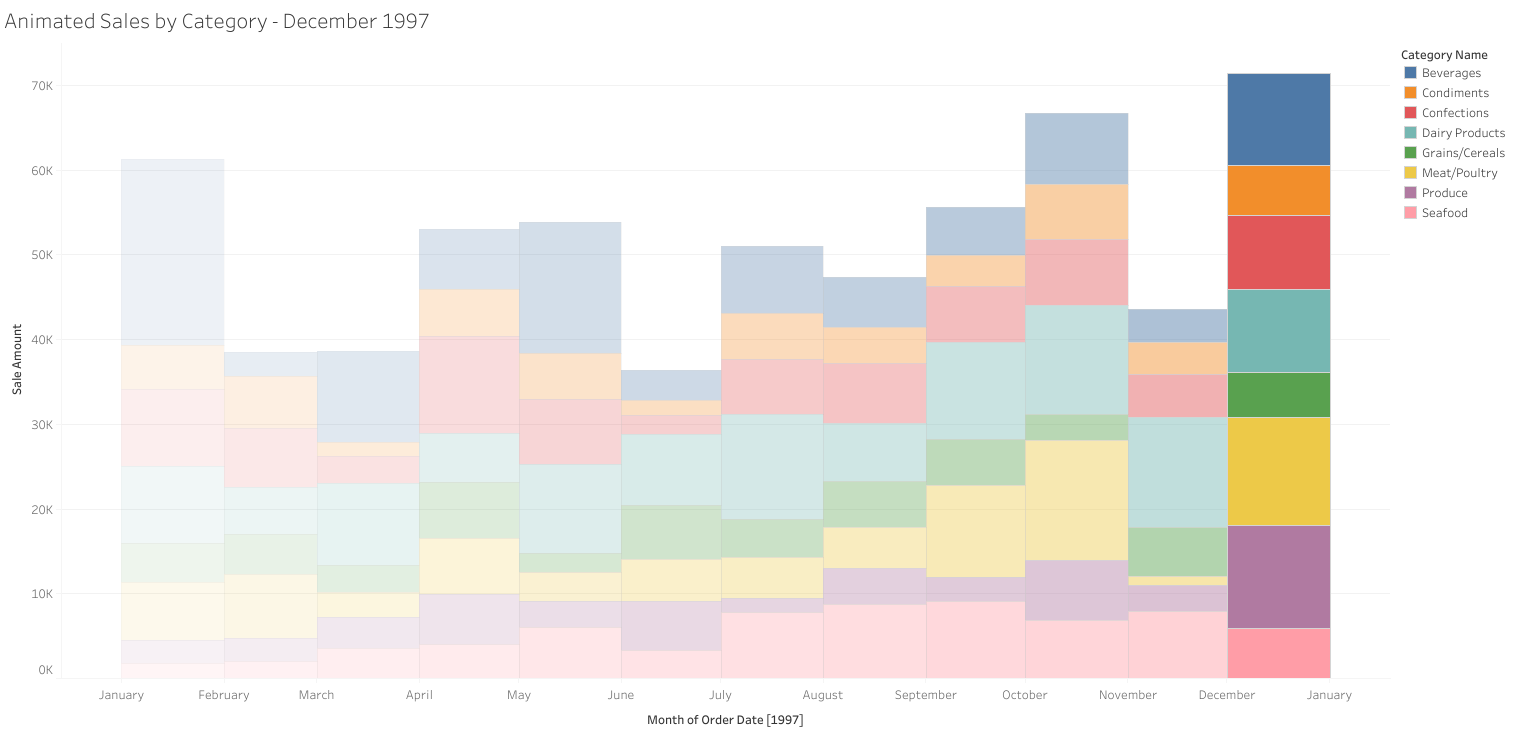 Animated Sales by Category - December 1997
Category Name
Beverages
Condiments
Confections
Dairy Products
Grains/Cereals
Meat/Poultry
Produce
Seafood
Sale Amount
70K
60K
50K
40K
30K
20K
10K
0K
January February March April May June July August September October November December January
Month of Order Date [1997]